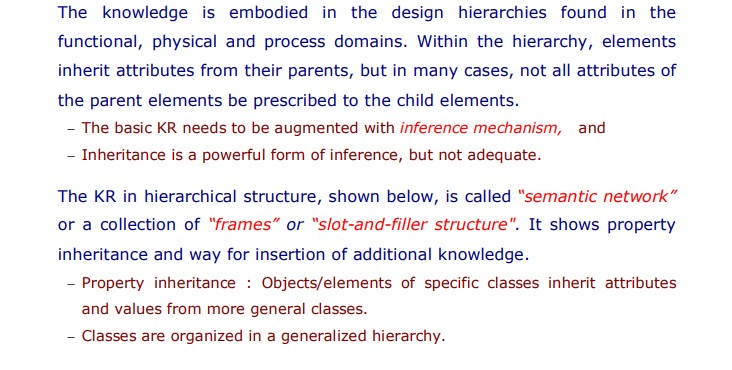 The knowledge is embodied in the design hierarchies found in the
functional, physical and process domains. Within the hierarchy, elements
inherit attributes from their parents, but in many cases, not all attributes of
the parent elements be prescribed to the child elements.
– The basic KR needs to be augmented with inference mechanism, and
– Inheritance is a powerful form of inference, but not adequate.
The KR in hierarchical structure, shown below, is called “semantic network”
or a collection of “frames” or “slot-and-filler structure". It shows property
inheritance and way for insertion of additional knowledge.
– Property inheritance : Objects/elements of specific classes inherit attributes
and values from more general classes.
– Classes are organized in a generalized hierarchy.